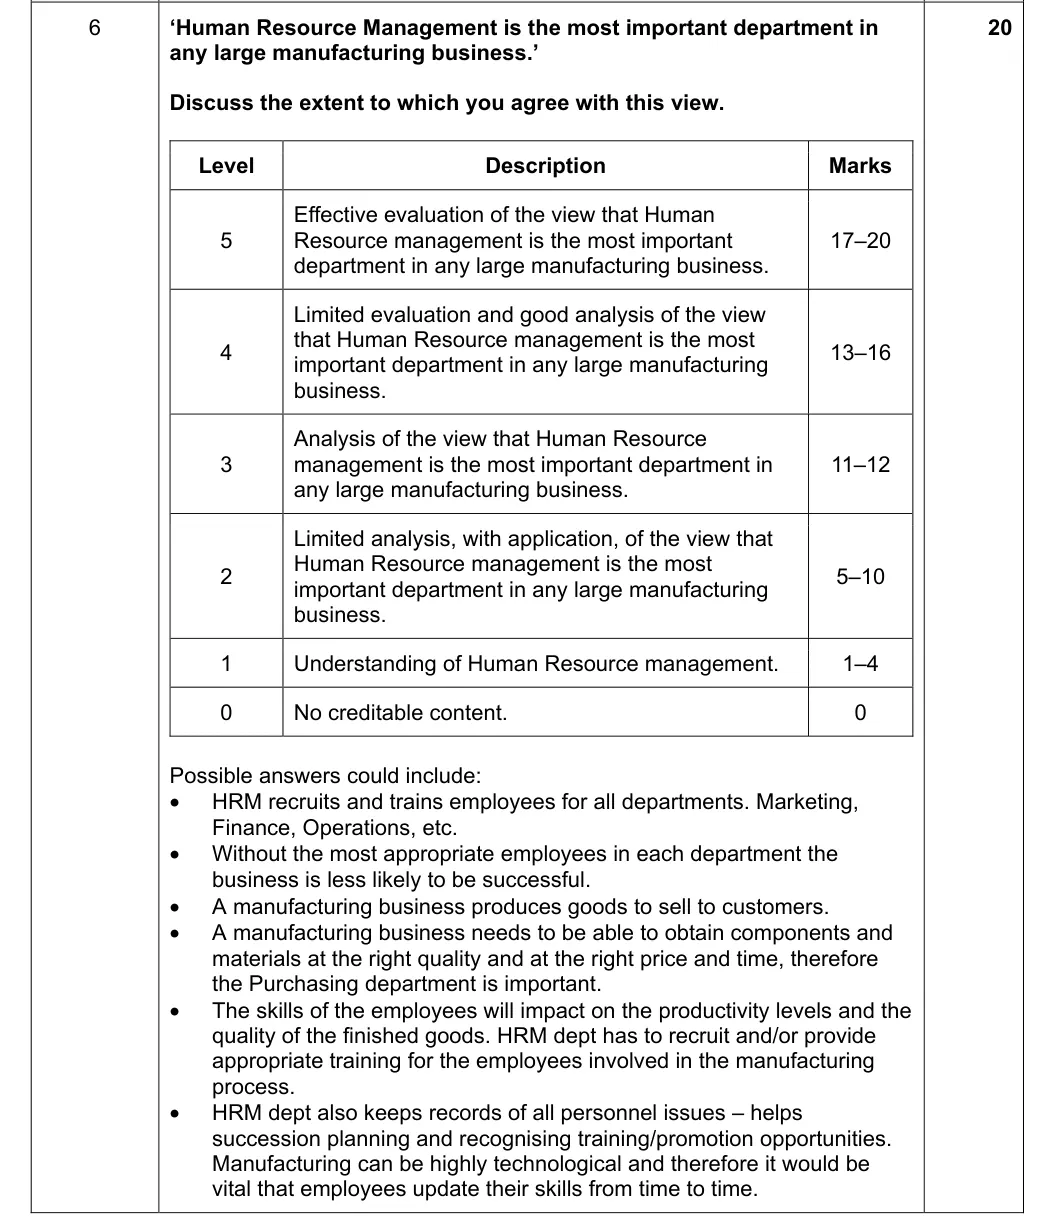 6 ‘Human Resource Management is the most important department in 20
any large manufacturing business.’
Discuss the extent to which you agree with this view.
Level Description Marks
Effective evaluation of the view that Human
5 Resource management is the most important 17–20
department in any large manufacturing business.
Limited evaluation and good analysis of the view
4 that Human Resource management is the most 13–16
important department in any large manufacturing
business.
Analysis of the view that Human Resource
3 management is the most important department in 11–12
any large manufacturing business.
Limited analysis, with application, of the view that
2 Human Resource management is the most 5–10
important department in any large manufacturing
business.
1 Understanding of Human Resource management. 1–4
0 No creditable content. 0
Possible answers could include:
• HRM recruits and trains employees for all departments. Marketing,
Finance, Operations, etc.
• Without the most appropriate employees in each department the
business is less likely to be successful.
• A manufacturing business produces goods to sell to customers.
• A manufacturing business needs to be able to obtain components and
materials at the right quality and at the right price and time, therefore
the Purchasing department is important.
• The skills of the employees will impact on the productivity levels and the
quality of the finished goods. HRM dept has to recruit and/or provide
appropriate training for the employees involved in the manufacturing
process.
• HRM dept also keeps records of all personnel issues – helps
succession planning and recognising training/promotion opportunities.
Manufacturing can be highly technological and therefore it would be
vital that employees update their skills from time to time.